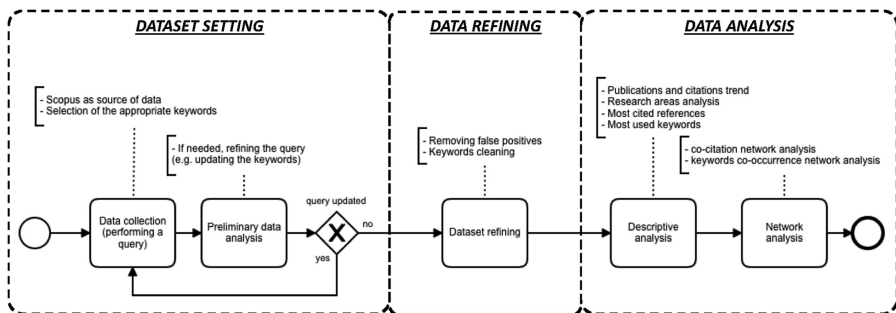 DATASET SETTING
- Scopus as source of data
- Selection of the appropriate keywords
- If needed, refining the query
(e.g. updating the keywords)
Data collection
(performing a
query)
Preliminary data
analysis
query updated
X
no
yes
DATA REFINING
- Removing false positives
- Keywords cleaning
Dataset refining
DATA ANALYSIS
- Publications and citations trend
- Research areas analysis
- Most cited references
- Most used keywords
- co-citation network analysis
- keywords co-occurrence network analysis
Descriptive
analysis
Network
analysis